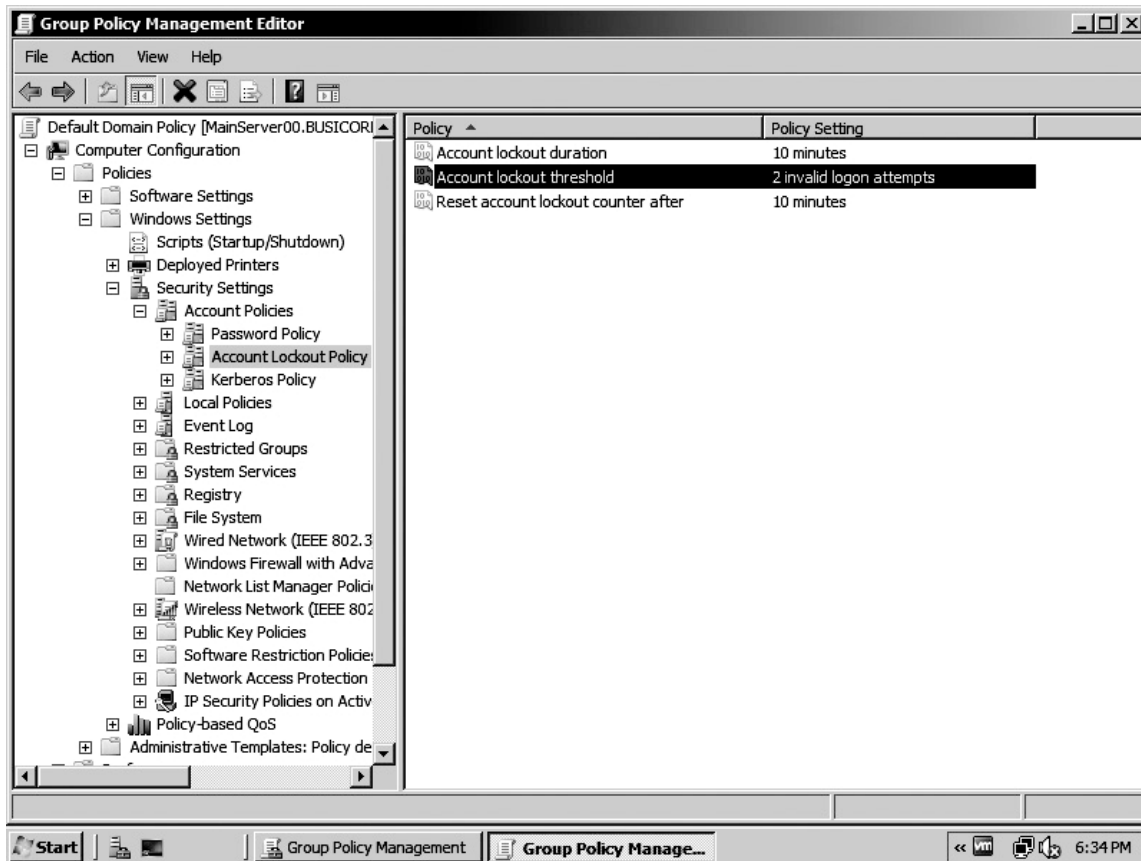 Group Policy Management Editor
File Action View Help
Default Domain Policy [MainServer00.BUSICORI
Computer Configuration
Policies
Software Settings
Windows Settings
Scripts (Startup/Shutdown)
Deployed Printers
Security Settings
Account Policies
Password Policy
Account Lockout Policy
Kerberos Policy
Local Policies
Event Log
Restricted Groups
System Services
Registry
File System
Wired Network (IEEE 802.3
Windows Firewall with Adva
Network List Manager Polici
Wireless Network (IEEE 802
Public Key Policies
Software Restriction Policies
Network Access Protection
IP Security Policies on Activ
Policy-based QoS
Administrative Templates: Policy de
Policy Policy Setting
Account lockout duration 10 minutes
Account lockout threshold 2 invalid logon attempts
Reset account lockout counter after 10 minutes
Start Group Policy Management Group Policy Manage... « vm 6:34 PM